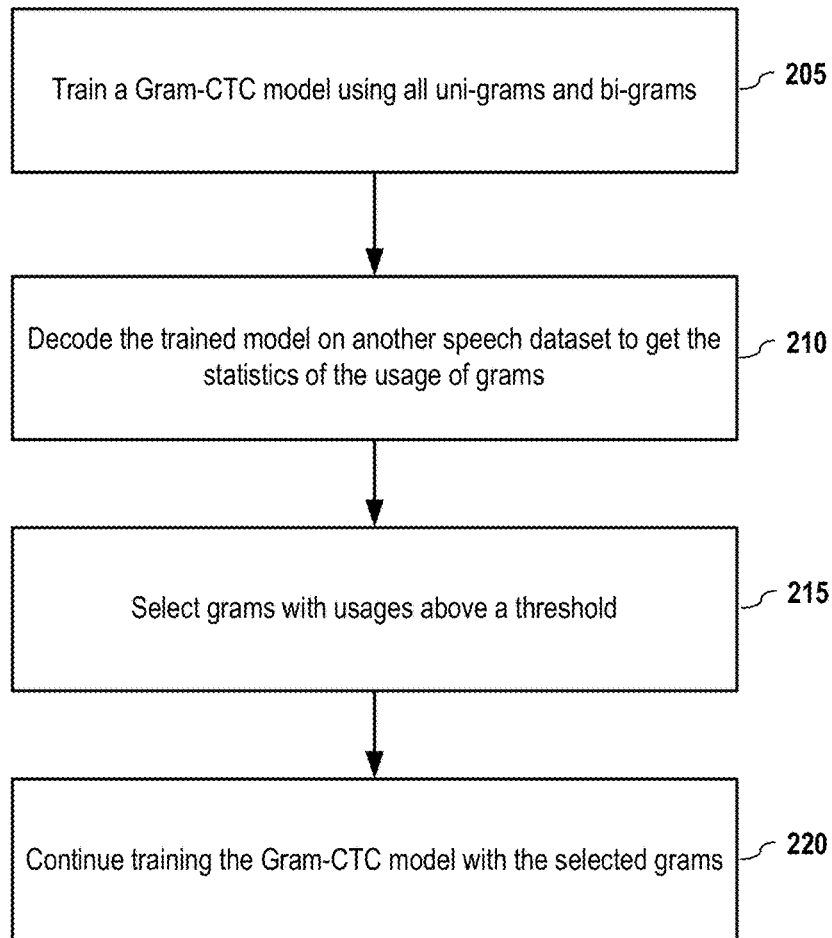 Train a Gram-CTC model using all uni-grams and bi-grams
205
Decode the trained model on another speech dataset to get the
statistics of the usage of grams
210
Select grams with usages above a threshold
215
Continue training the Gram-CTC model with the selected grams
220